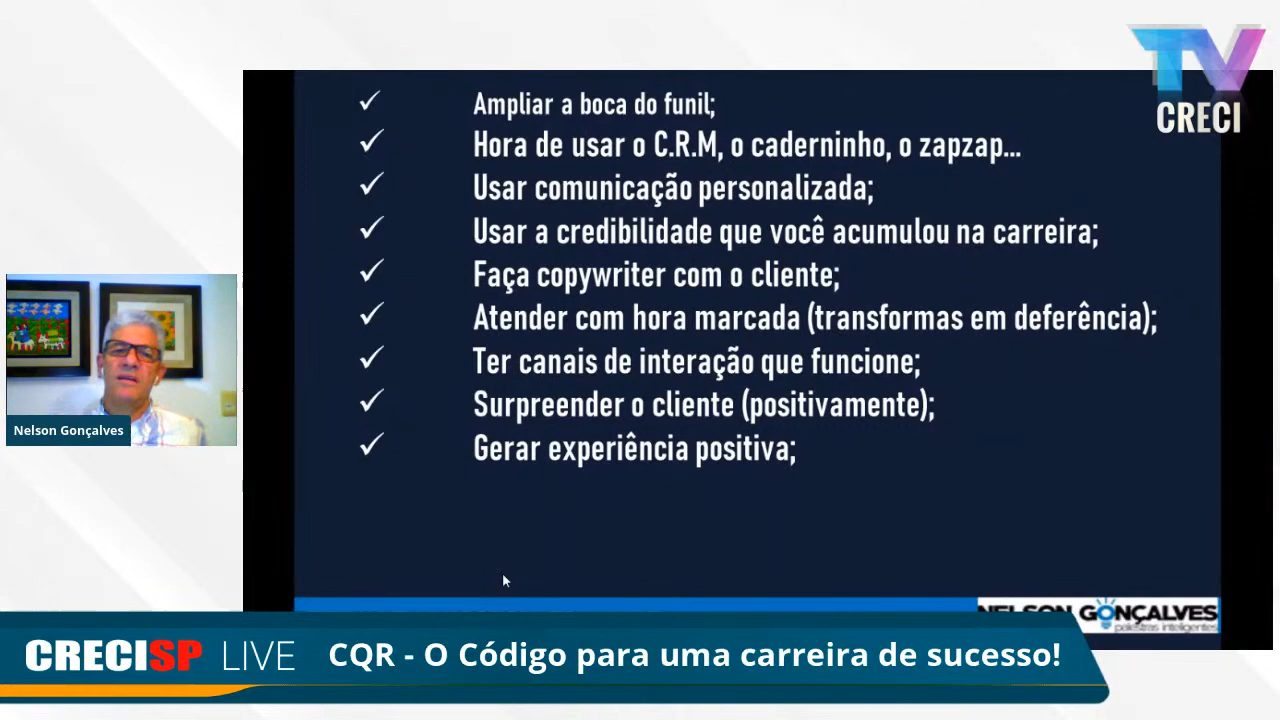 TV
CRECI
Ampliar a boca do funil;
Hora de usar o C.R.M, o caderninho, o zapzap...
Usar comunicação personalizada;
Usar a credibilidade que você acumulou na carreira;
Faça copywriter com o cliente;
Atender com hora marcada (transformas em deferência);
Ter canais de interação que funcione;
Surpreender o cliente (positivamente);
Gerar experiência positiva;
Nelson Gonçalves
NELSON GONÇALVES
palestras inteligentes
CRECISP LIVE CQR - O Código para uma carreira de sucesso!